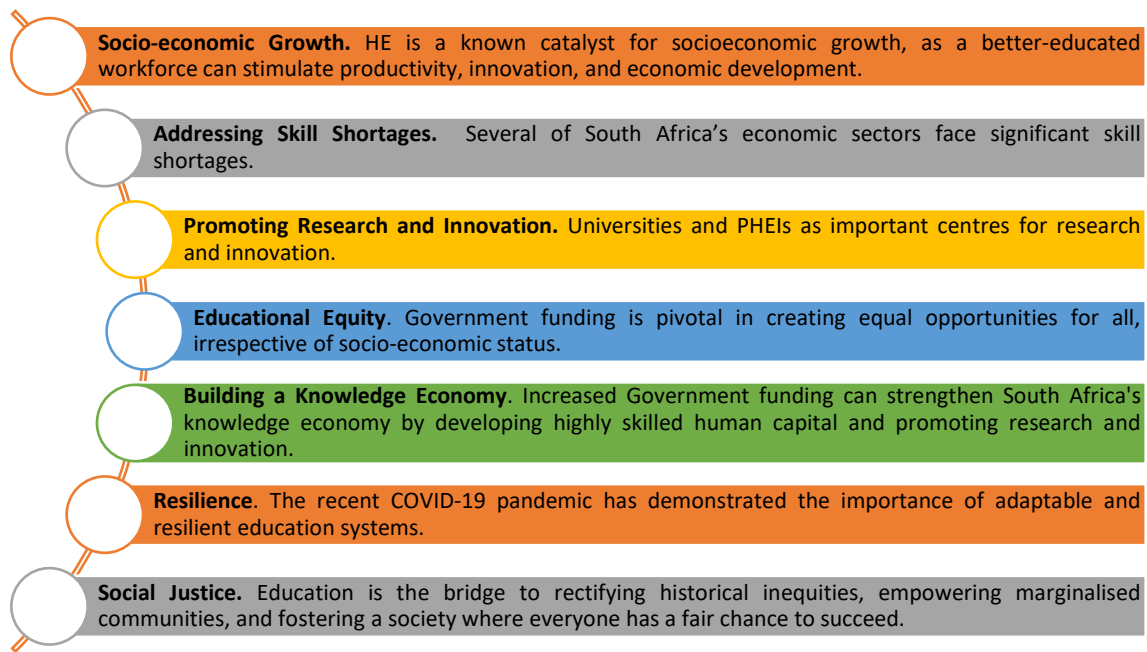 Socio-economic Growth. HE is a known catalyst for socioeconomic growth, as a better-educated
workforce can stimulate productivity, innovation, and economic development.
Addressing Skill Shortages. Several of South Africa’s economic sectors face significant skill
shortages.
Promoting Research and Innovation. Universities and PHEIs as important centres for research
and innovation.
Educational Equity. Government funding is pivotal in creating equal opportunities for all,
irrespective of socio-economic status.
Building a Knowledge Economy. Increased Government funding can strengthen South Africa's
knowledge economy by developing highly skilled human capital and promoting research and
innovation.
Resilience. The recent COVID-19 pandemic has demonstrated the importance of adaptable and
resilient education systems.
Social Justice. Education is the bridge to rectifying historical inequities, empowering marginalised
communities, and fostering a society where everyone has a fair chance to succeed.